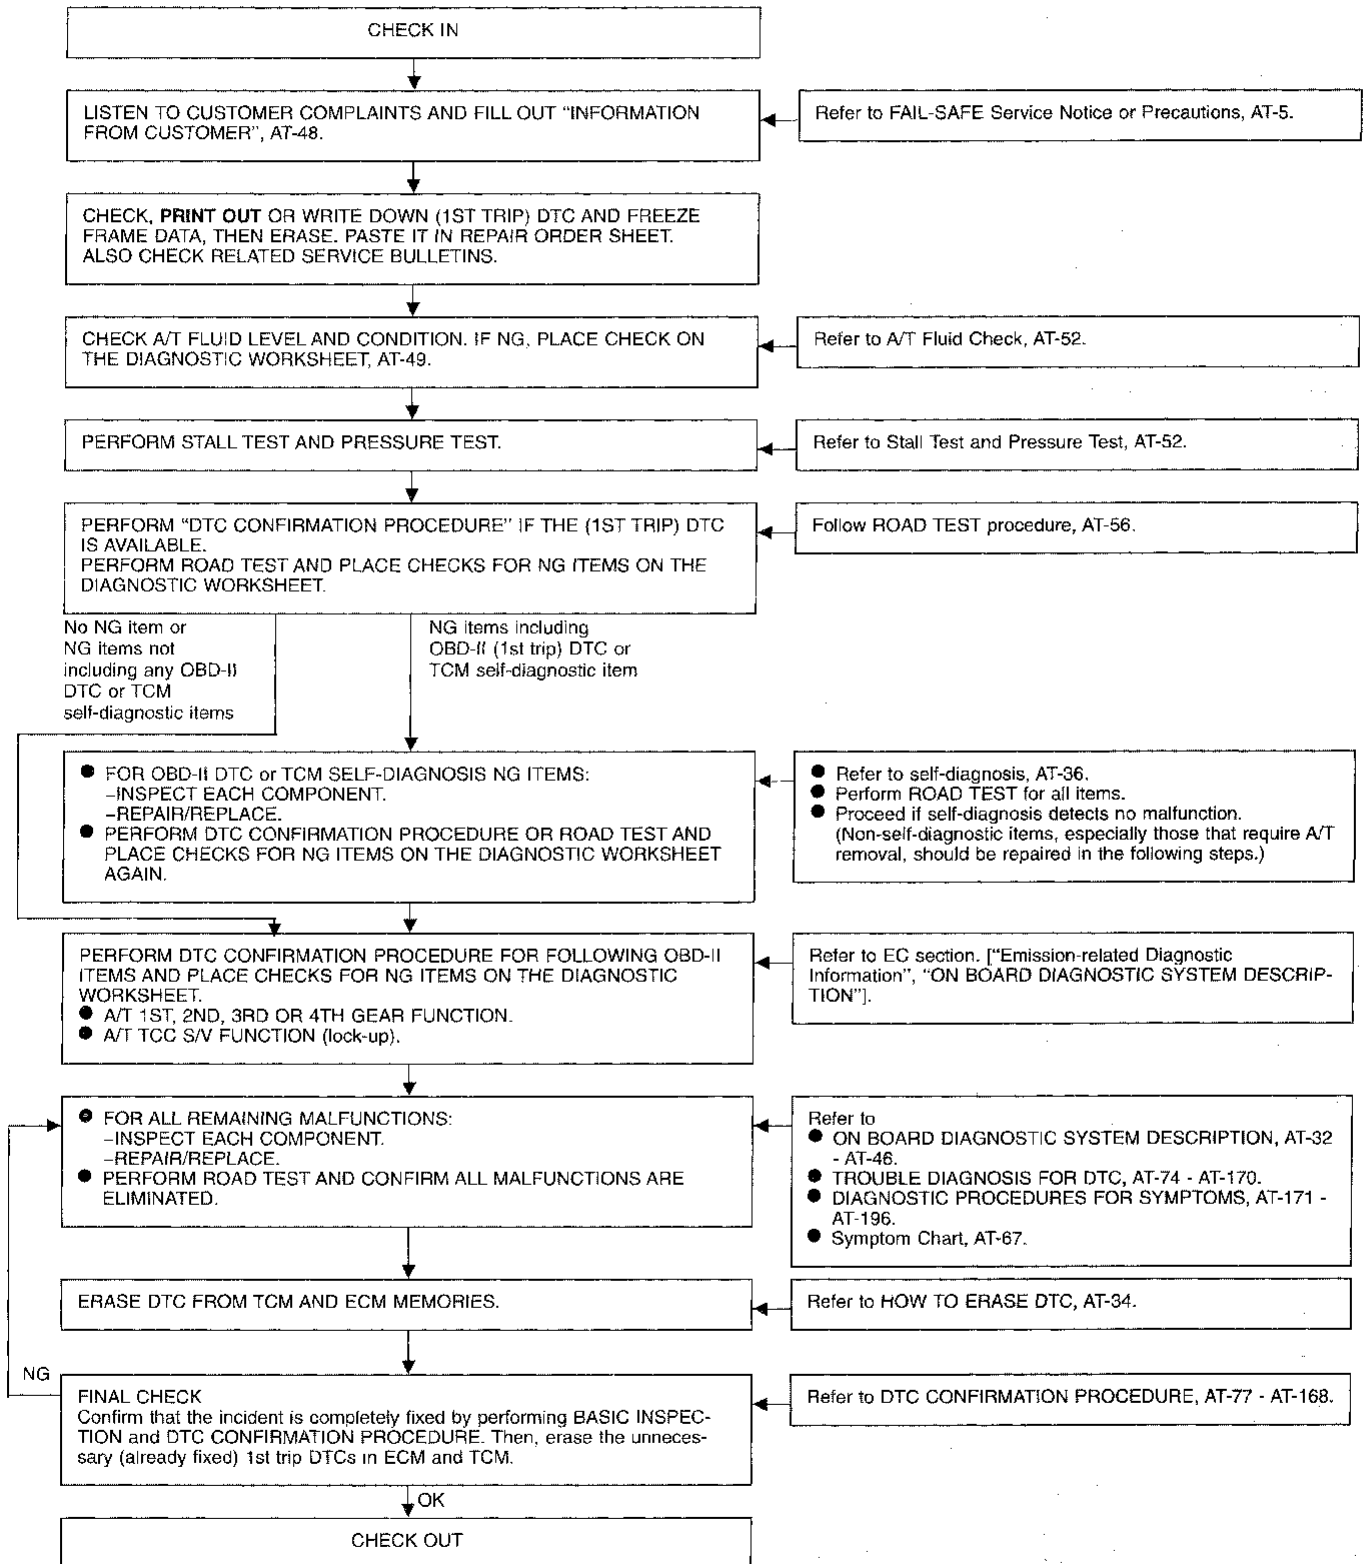 CHECK IN
LISTEN TO CUSTOMER COMPLAINTS AND FILL OUT “INFORMATION
FROM CUSTOMER”, AT-48.
Refer to FAIL-SAFE Service Notice or Precautions, AT-5.
CHECK, PRINT OUT OR WRITE DOWN (1ST TRIP) DTC AND FREEZE
FRAME DATA, THEN ERASE. PASTE IT IN REPAIR ORDER SHEET.
ALSO CHECK RELATED SERVICE BULLETINS.
CHECK A/T FLUID LEVEL AND CONDITION. IF NG, PLACE CHECK ON
THE DIAGNOSTIC WORKSHEET, AT-49.
Refer to A/T Fluid Check, AT-52.
PERFORM STALL TEST AND PRESSURE TEST.
Refer to Stall Test and Pressure Test, AT-52.
PERFORM “DTC CONFIRMATION PROCEDURE” IF THE (1ST TRIP) DTC
IS AVAILABLE.
PERFORM ROAD TEST AND PLACE CHECKS FOR NG ITEMS ON THE
DIAGNOSTIC WORKSHEET.
Follow ROAD TEST procedure, AT-56.
No NG item or
NG items not
including any OBD-II
DTC or TCM
self-diagnostic items
NG items including
OBD-II (1st trip) DTC or
TCM self-diagnostic item
● FOR OBD-II DTC or TCM SELF-DIAGNOSIS NG ITEMS:
–INSPECT EACH COMPONENT.
–REPAIR/REPLACE.
● PERFORM DTC CONFIRMATION PROCEDURE OR ROAD TEST AND
PLACE CHECKS FOR NG ITEMS ON THE DIAGNOSTIC WORKSHEET
AGAIN.
● Refer to self-diagnosis, AT-36.
● Perform ROAD TEST for all items.
● Proceed if self-diagnosis detects no malfunction.
(Non-self-diagnostic items, especially those that require A/T
removal, should be repaired in the following steps.)
PERFORM DTC CONFIRMATION PROCEDURE FOR FOLLOWING OBD-II
ITEMS AND PLACE CHECKS FOR NG ITEMS ON THE DIAGNOSTIC
WORKSHEET.
● A/T 1ST, 2ND, 3RD OR 4TH GEAR FUNCTION.
● A/T TCC S/V FUNCTION (lock-up).
Refer to EC section. [“Emission-related Diagnostic
Information”, “ON BOARD DIAGNOSTIC SYSTEM DESCRIP-
TION”].
● FOR ALL REMAINING MALFUNCTIONS:
–INSPECT EACH COMPONENT.
–REPAIR/REPLACE.
● PERFORM ROAD TEST AND CONFIRM ALL MALFUNCTIONS ARE
ELIMINATED.
Refer to
● ON BOARD DIAGNOSTIC SYSTEM DESCRIPTION, AT-32
- AT-46.
● TROUBLE DIAGNOSIS FOR DTC, AT-74 - AT-170.
● DIAGNOSTIC PROCEDURES FOR SYMPTOMS, AT-171 -
AT-196.
● Symptom Chart, AT-67.
ERASE DTC FROM TCM AND ECM MEMORIES.
Refer to HOW TO ERASE DTC, AT-34.
NG
FINAL CHECK
Confirm that the incident is completely fixed by performing BASIC INSPEC-
TION and DTC CONFIRMATION PROCEDURE. Then, erase the unneces-
sary (already fixed) 1st trip DTCs in ECM and TCM.
Refer to DTC CONFIRMATION PROCEDURE, AT-77 - AT-168.
OK
CHECK OUT